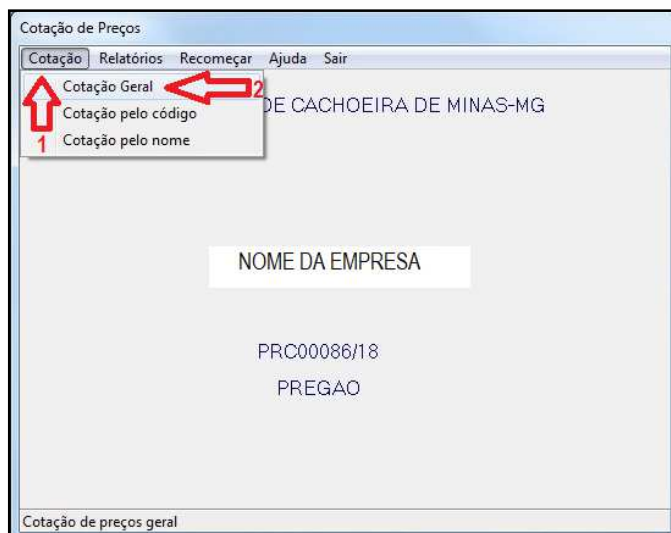 Cotação de Preços
Cotação Relatórios Recomeçar Ajuda Sair
Cotação Geral 2
DE CACHOEIRA DE MINAS-MG
Cotação pelo código
1 Cotação pelo nome
NOME DA EMPRESA
PRC00086/18
PREGAO
Cotação de preços geral